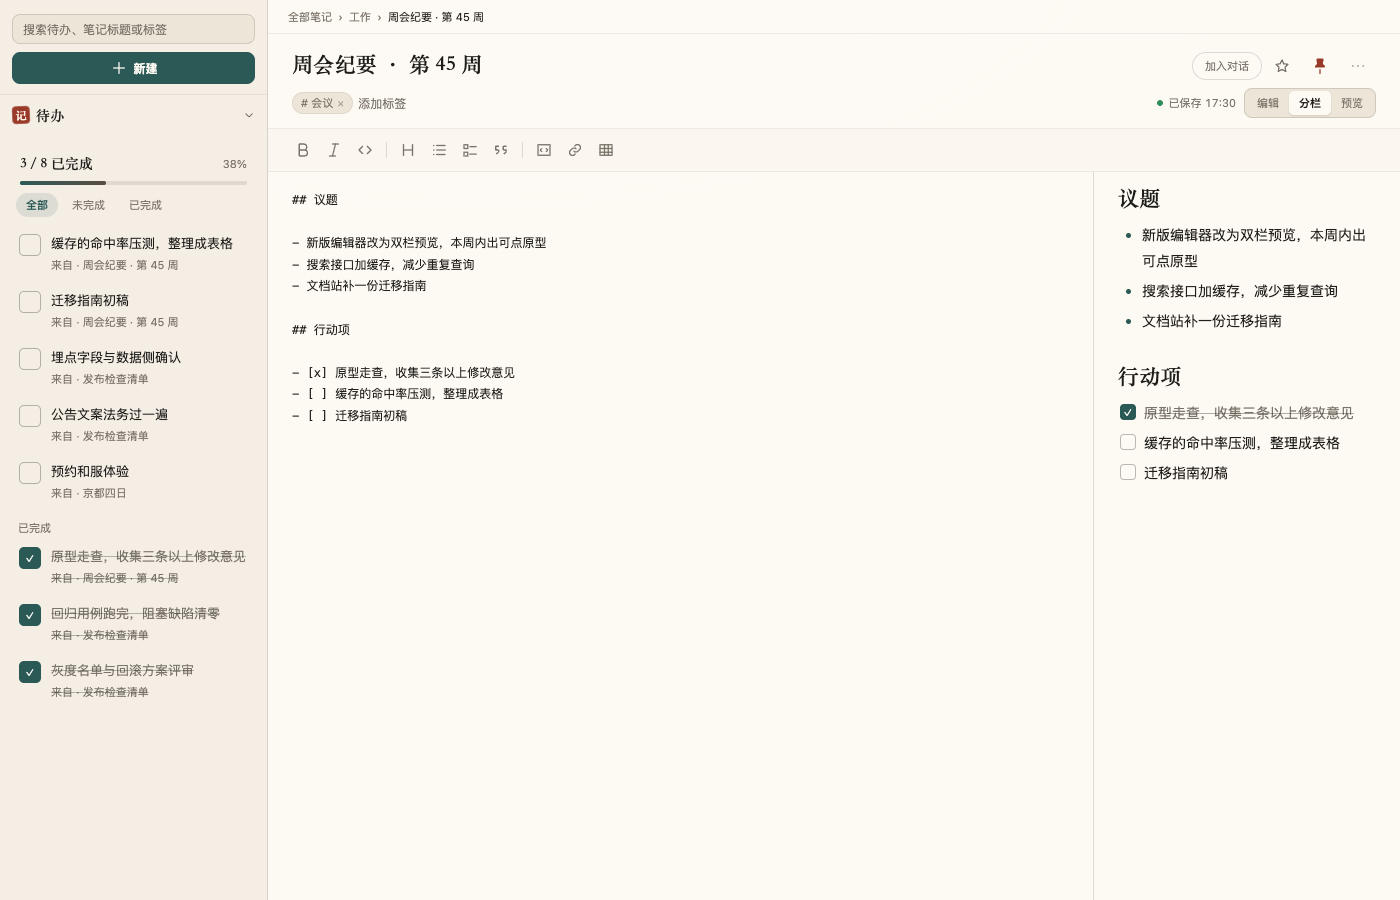 搜索待办、笔记标题或标签
新建
记 待办
3 / 8 已完成 38%
全部 未完成 已完成
缓存的命中率压测，整理成表格
来自 · 周会纪要 · 第 45 周
迁移指南初稿
来自 · 周会纪要 · 第 45 周
埋点字段与数据侧确认
来自 · 发布检查清单
公告文案法务过一遍
来自 · 发布检查清单
预约和服体验
来自 · 京都四日
已完成
原型走查，收集三条以上修改意见
来自 · 周会纪要 · 第 45 周
回归用例跑完，阻塞缺陷清零
来自 · 发布检查清单
灰度名单与回滚方案评审
来自 · 发布检查清单
全部笔记 › 工作 › 周会纪要 · 第 45 周
周会纪要 · 第 45 周
加入对话
# 会议 × 添加标签
已保存 17:30 编辑 分栏 预览
## 议题
- 新版编辑器改为双栏预览，本周内出可点原型
- 搜索接口加缓存，减少重复查询
- 文档站补一份迁移指南
## 行动项
- [x] 原型走查，收集三条以上修改意见
- [ ] 缓存的命中率压测，整理成表格
- [ ] 迁移指南初稿
议题
新版编辑器改为双栏预览，本周内出
可点原型
搜索接口加缓存，减少重复查询
文档站补一份迁移指南
行动项
原型走查，收集三条以上修改意见
缓存的命中率压测，整理成表格
迁移指南初稿